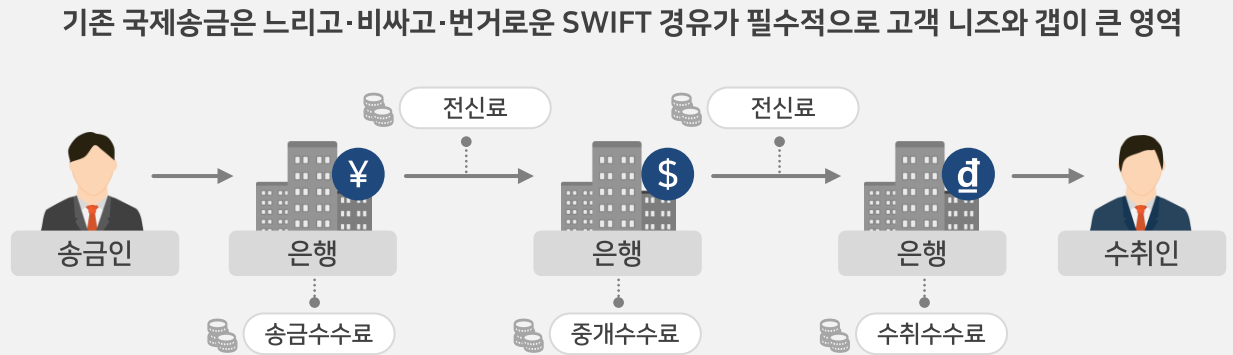 기존 국제송금은 느리고·비싸고·번거로운 SWIFT 경유가 필수적으로 고객 니즈와 갭이 큰 영역
전신료 전신료
¥ $ ₫
송금인 은행 은행 은행 수취인
송금수수료 중개수수료 수취수수료